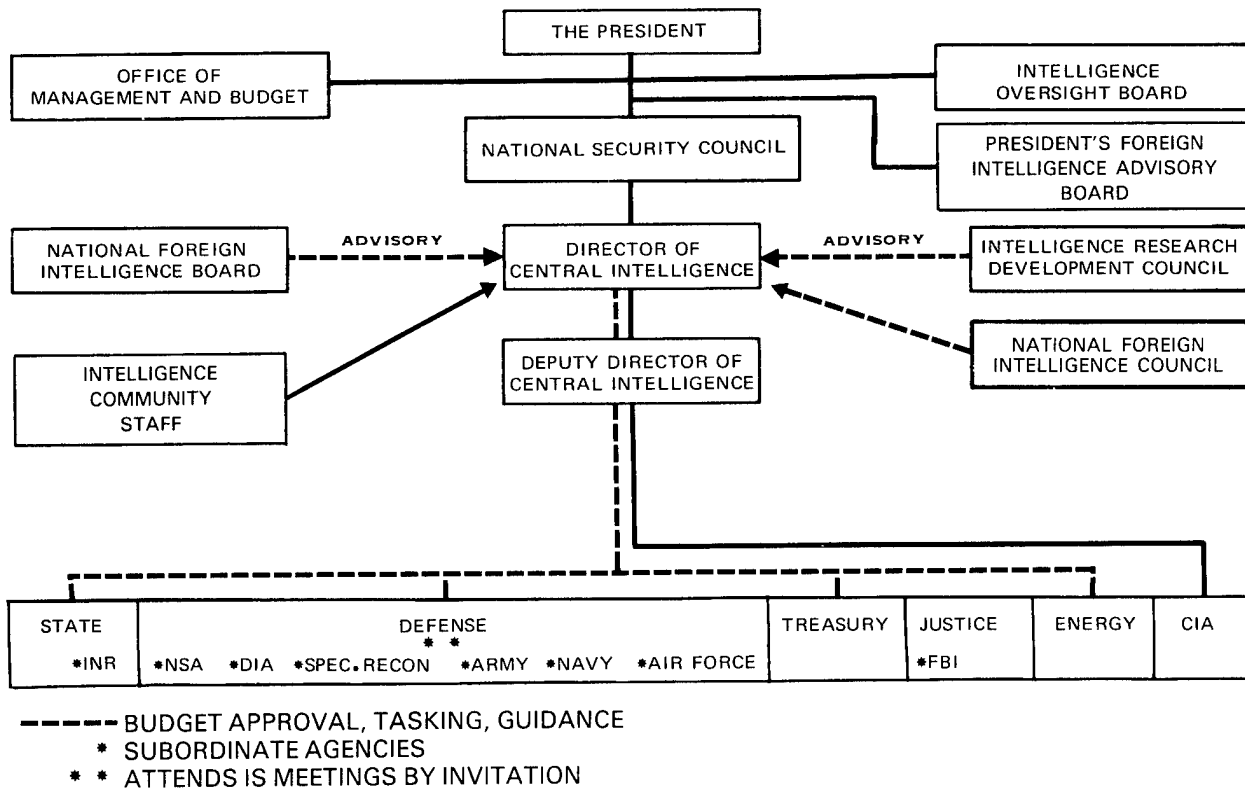 THE PRESIDENT
OFFICE OF
MANAGEMENT AND BUDGET
INTELLIGENCE
OVERSIGHT BOARD
NATIONAL SECURITY COUNCIL
PRESIDENT'S FOREIGN
INTELLIGENCE ADVISORY
BOARD
NATIONAL FOREIGN
INTELLIGENCE BOARD
ADVISORY
DIRECTOR OF
CENTRAL INTELLIGENCE
ADVISORY
INTELLIGENCE RESEARCH
DEVELOPMENT COUNCIL
INTELLIGENCE
COMMUNITY
STAFF
DEPUTY DIRECTOR OF
CENTRAL INTELLIGENCE
NATIONAL FOREIGN
INTELLIGENCE COUNCIL
STATE
*INR
DEFENSE
* *
*NSA *DIA *SPEC.RECON *ARMY *NAVY *AIR FORCE
TREASURY
JUSTICE
*FBI
ENERGY
CIA
BUDGET APPROVAL, TASKING, GUIDANCE
* SUBORDINATE AGENCIES
* * ATTENDS IS MEETINGS BY INVITATION